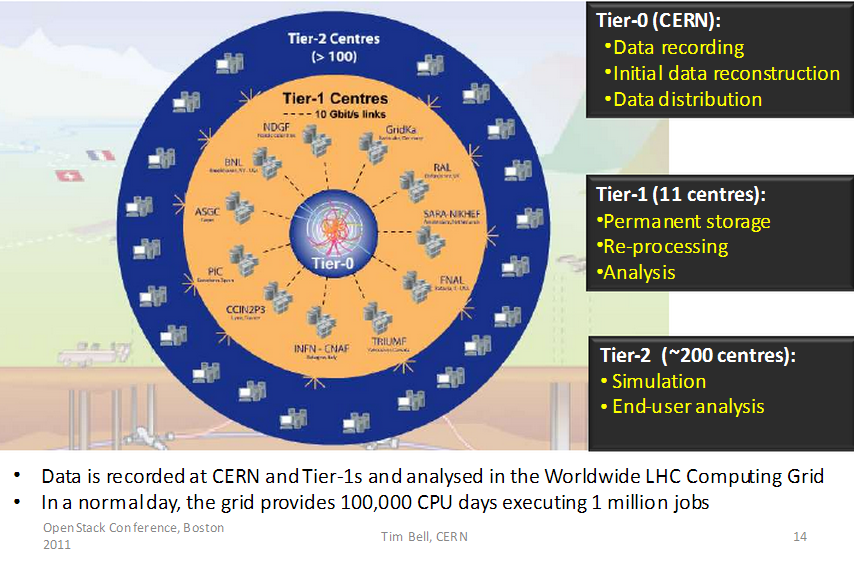 Tier-2 Centres
(> 100)
Tier-1 Centres
10 Gbit/s links
NDGF
GridKa
BNL
RAL
ASGC
SARA-NIKHEF
PIC
FNAL
CCIN2P3
TRIUMF
INFN - CNAF
Bologna, Italy
Tier-0
Tier-0 (CERN):
•Data recording
•Initial data reconstruction
•Data distribution
Tier-1 (11 centres):
•Permanent storage
•Re-processing
•Analysis
Tier-2 (~200 centres):
• Simulation
• End-user analysis
• Data is recorded at CERN and Tier-1s and analysed in the Worldwide LHC Computing Grid
• In a normal day, the grid provides 100,000 CPU days executing 1 million jobs
OpenStack Conference, Boston
2011
Tim Bell, CERN
14